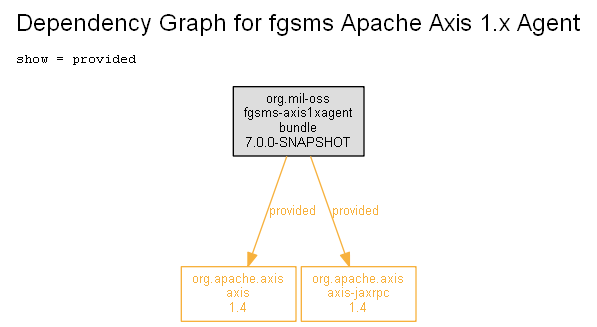 Dependency Graph for fgsms Apache Axis 1.x Agent
show = provided
org.mil-oss
fgsms-axis1xagent
bundle
7.0.0-SNAPSHOT
provided
provided
org.apache.axis
axis
1.4
org.apache.axis
axis-jaxrpc
1.4